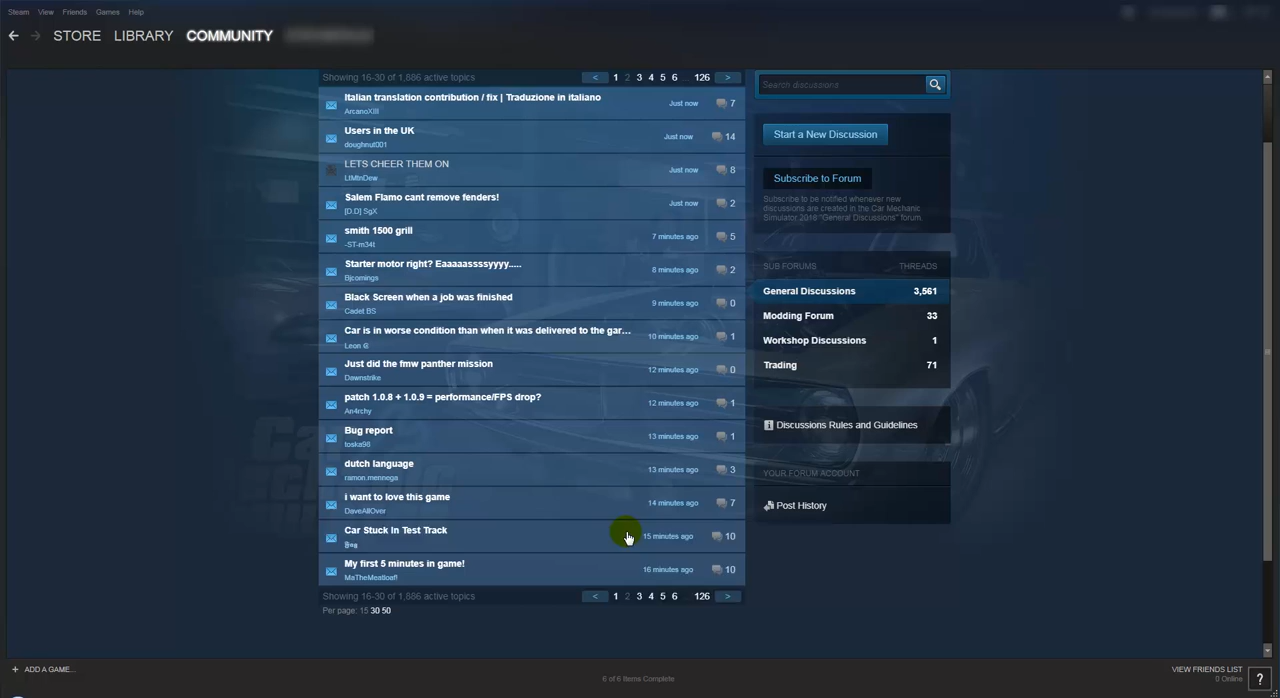 Steam View Friends Games Help
STORE LIBRARY COMMUNITY
Showing 16-30 of 1,886 active topics < 1 2 3 4 5 6 ... 126 >
Italian translation contribution / fix | Traduzione in italiano Just now 7
ArcanoXIII
Users in the UK Just now 14
doughnut001
LETS CHEER THEM ON Just now 8
LtMtnDew
Salem Flamo cant remove fenders! Just now 2
[D.D] SgX
smith 1500 grill 7 minutes ago 5
-ST-m34t
Starter motor right? Eaaaaassssyyyy..... 8 minutes ago 2
Bjcomings
Black Screen when a job was finished 9 minutes ago 0
Cadet BS
Car is in worse condition than when it was delivered to the gar... 10 minutes ago 1
Leon G
Just did the fmw panther mission 12 minutes ago 0
Dawnstrike
patch 1.0.8 + 1.0.9 = performance/FPS drop? 12 minutes ago 1
An4rchy
Bug report 13 minutes ago 1
toska98
dutch language 13 minutes ago 3
ramon.mennega
i want to love this game 14 minutes ago 7
DaveAllOver
Car Stuck In Test Track 15 minutes ago 10
My first 5 minutes in game! 16 minutes ago 10
MaTheMeatloaf!
Showing 16-30 of 1,886 active topics < 1 2 3 4 5 6 ... 126 >
Per page: 15 30 50
Search discussions
Start a New Discussion
Subscribe to Forum
Subscribe to be notified whenever new
discussions are created in the Car Mechanic
Simulator 2018 "General Discussions" forum.
SUB FORUMS THREADS
General Discussions 3,561
Modding Forum 33
Workshop Discussions 1
Trading 71
Discussions Rules and Guidelines
YOUR FORUM ACCOUNT
Post History
+ ADD A GAME...
6 of 6 Items Complete
VIEW FRIENDS LIST
0 Online
?